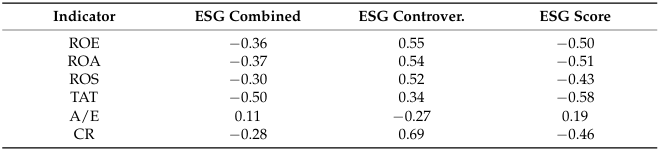 Indicator ESG Combined ESG Controver. ESG Score
ROE −0.36 0.55 −0.50
ROA −0.37 0.54 −0.51
ROS −0.30 0.52 −0.43
TAT −0.50 0.34 −0.58
A/E 0.11 −0.27 0.19
CR −0.28 0.69 −0.46